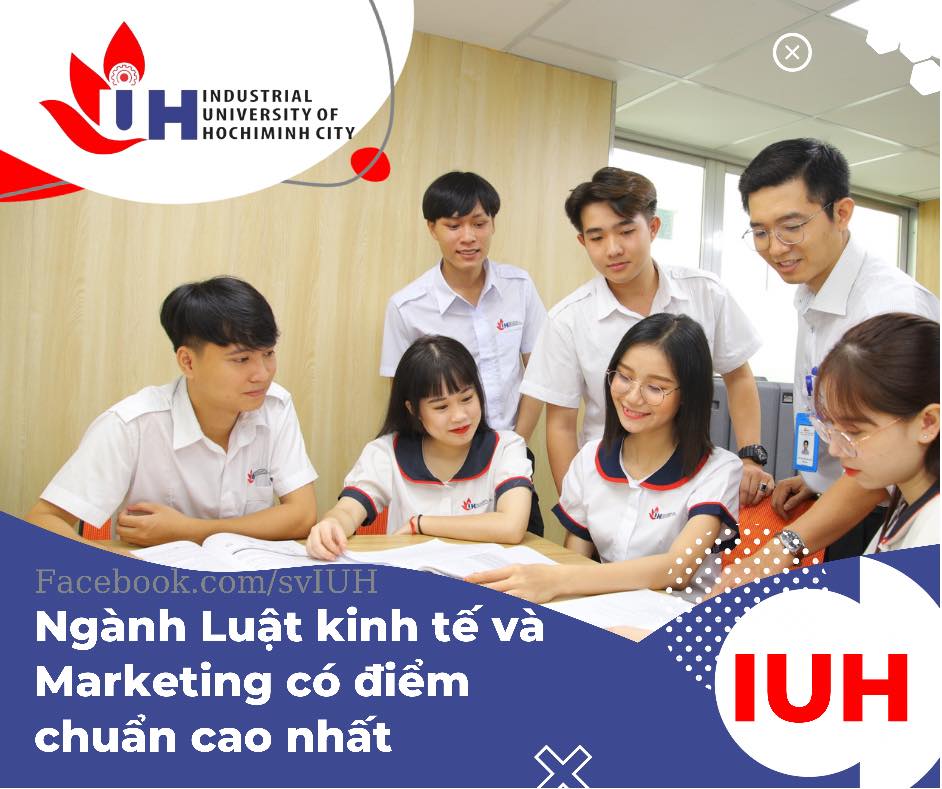 IUH
INDUSTRIAL
UNIVERSITY OF
HOCHIMINH CITY
Facebook.com/svIUH
Ngành Luật kinh tế và
Marketing có điểm
chuẩn cao nhất
IUH